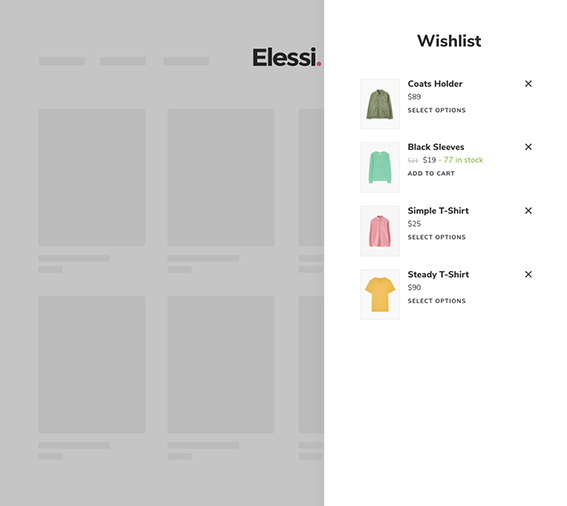 Elessi.
Wishlist
Coats Holder
$89
SELECT OPTIONS
Black Sleeves
$21 $19 - 77 in stock
ADD TO CART
Simple T-Shirt
$25
SELECT OPTIONS
Steady T-Shirt
$90
SELECT OPTIONS